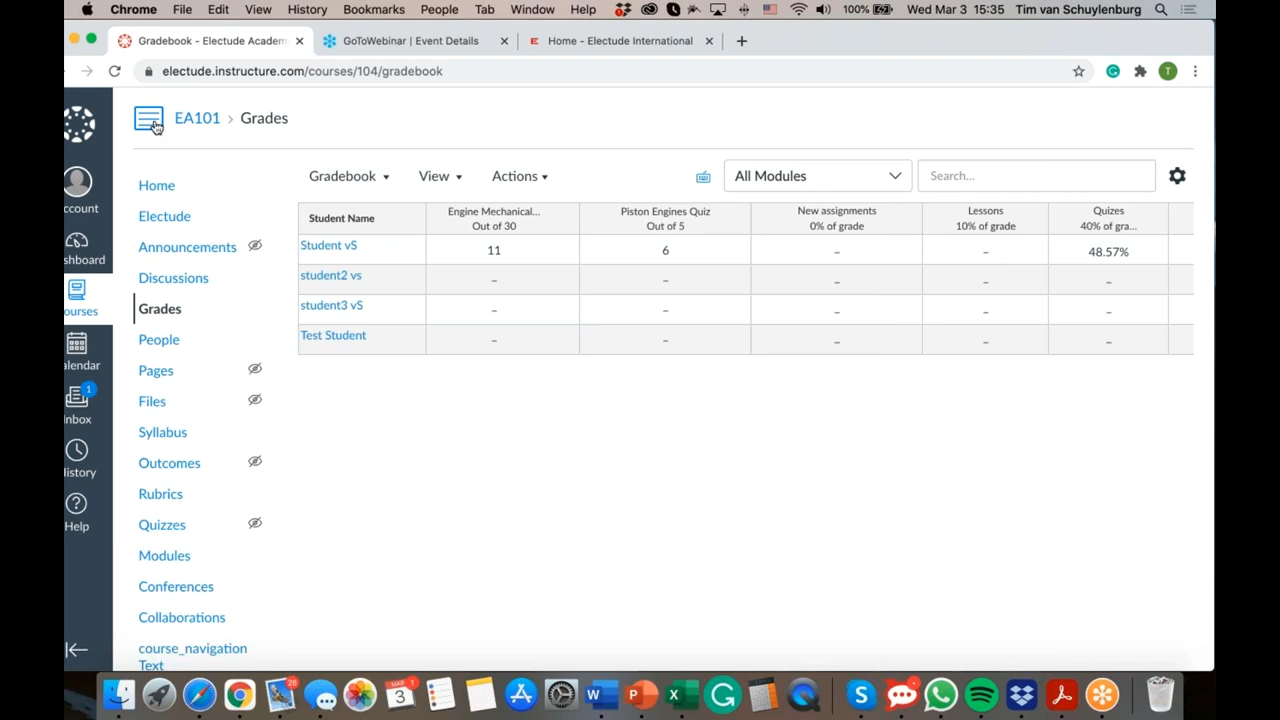 Chrome File Edit View History Bookmarks People Tab Window Help 100% Wed Mar 3 15:35 Tim van Schuylenburg
Gradebook - Electude Academ
GoToWebinar | Event Details
Home - Electude International
electude.instructure.com/courses/104/gradebook
T
EA101 > Grades
ccount
shboard
ourses
alendar
1
nbox
istory
Help
Home
Electude
Announcements
Discussions
Grades
People
Pages
Files
Syllabus
Outcomes
Rubrics
Quizzes
Modules
Conferences
Collaborations
course_navigation
Text
Gradebook View Actions All Modules Search...
Student Name
Engine Mechanical...
Out of 30
Piston Engines Quiz
Out of 5
New assignments
0% of grade
Lessons
10% of grade
Quizes
40% of gra...
Student vS 11 6 – – 48.57%
student2 vs – – – – –
student3 vS – – – – –
Test Student – – – – –